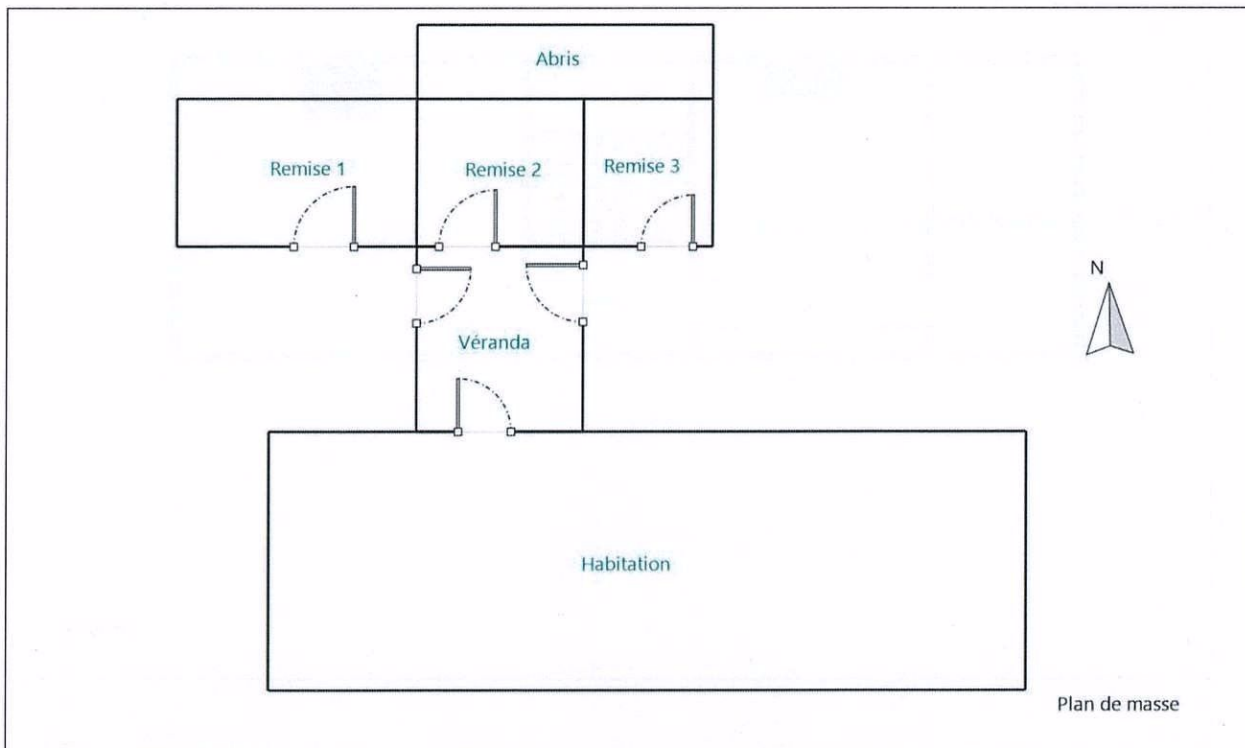 Abris
Remise 1
Remise 2
Remise 3
N
Véranda
Habitation
Plan de masse